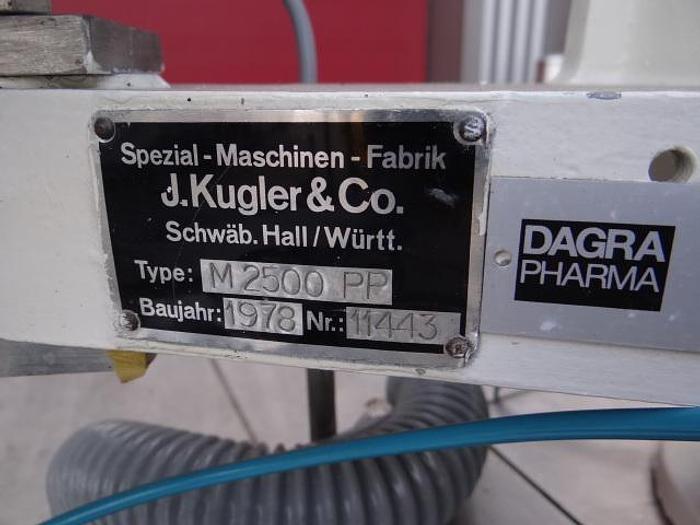 Spezial-Maschinen-Fabrik
J.Kugler & Co.
Schwäb. Hall/Württ.
Type: M 2500 PP
Baujahr: 1978 Nr.: 11443
DAGRA
PHARMA